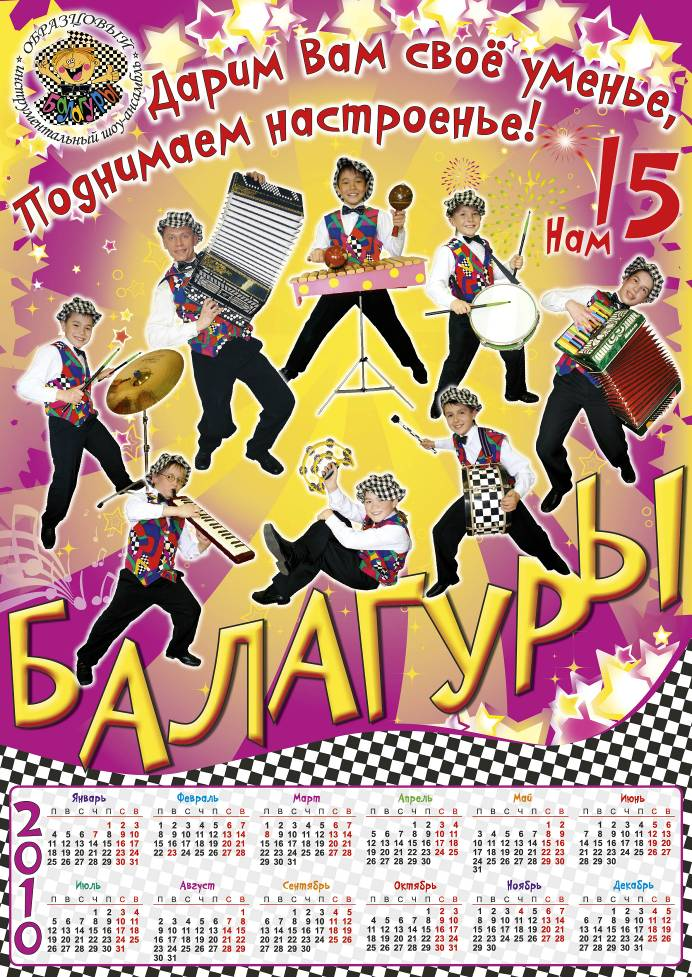 ОБРАЗЦОВЫЙ
инструментальный шоу-ансамбль
Балагуры
Дарим Вам своё уменье,
Поднимаем настроенье!
Нам 15
БАЛАГУРЫ
2010
Январь
П В С Ч П С В
1 2 3
4 5 6 7 8 9 10
11 12 13 14 15 16 17
18 19 20 21 22 23 24
25 26 27 28 29 30 31
Февраль
П В С Ч П С В
1 2 3 4 5 6 7
8 9 10 11 12 13 14
15 16 17 18 19 20 21
22 23 24 25 26 27 28
Март
П В С Ч П С В
1 2 3 4 5 6 7
8 9 10 11 12 13 14
15 16 17 18 19 20 21
22 23 24 25 26 27 28
29 30 31
Апрель
П В С Ч П С В
1 2 3 4
5 6 7 8 9 10 11
12 13 14 15 16 17 18
19 20 21 22 23 24 25
26 27 28 29 30
Май
П В С Ч П С В
1 2
3 4 5 6 7 8 9
10 11 12 13 14 15 16
17 18 19 20 21 22 23
24 25 26 27 28 29 30
31
Июнь
П В С Ч П С В
1 2 3 4 5 6
7 8 9 10 11 12 13
14 15 16 17 18 19 20
21 22 23 24 25 26 27
28 29 30
Июль
П В С Ч П С В
1 2 3 4
5 6 7 8 9 10 11
12 13 14 15 16 17 18
19 20 21 22 23 24 25
26 27 28 29 30 31
Август
П В С Ч П С В
1
2 3 4 5 6 7 8
9 10 11 12 13 14 15
16 17 18 19 20 21 22
23 24 25 26 27 28 29
30 31
Сентябрь
П В С Ч П С В
1 2 3 4 5
6 7 8 9 10 11 12
13 14 15 16 17 18 19
20 21 22 23 24 25 26
27 28 29 30
Октябрь
П В С Ч П С В
1 2 3
4 5 6 7 8 9 10
11 12 13 14 15 16 17
18 19 20 21 22 23 24
25 26 27 28 29 30 31
Ноябрь
П В С Ч П С В
1 2 3 4 5 6 7
8 9 10 11 12 13 14
15 16 17 18 19 20 21
22 23 24 25 26 27 28
29 30
Декабрь
П В С Ч П С В
1 2 3 4 5
6 7 8 9 10 11 12
13 14 15 16 17 18 19
20 21 22 23 24 25 26
27 28 29 30 31